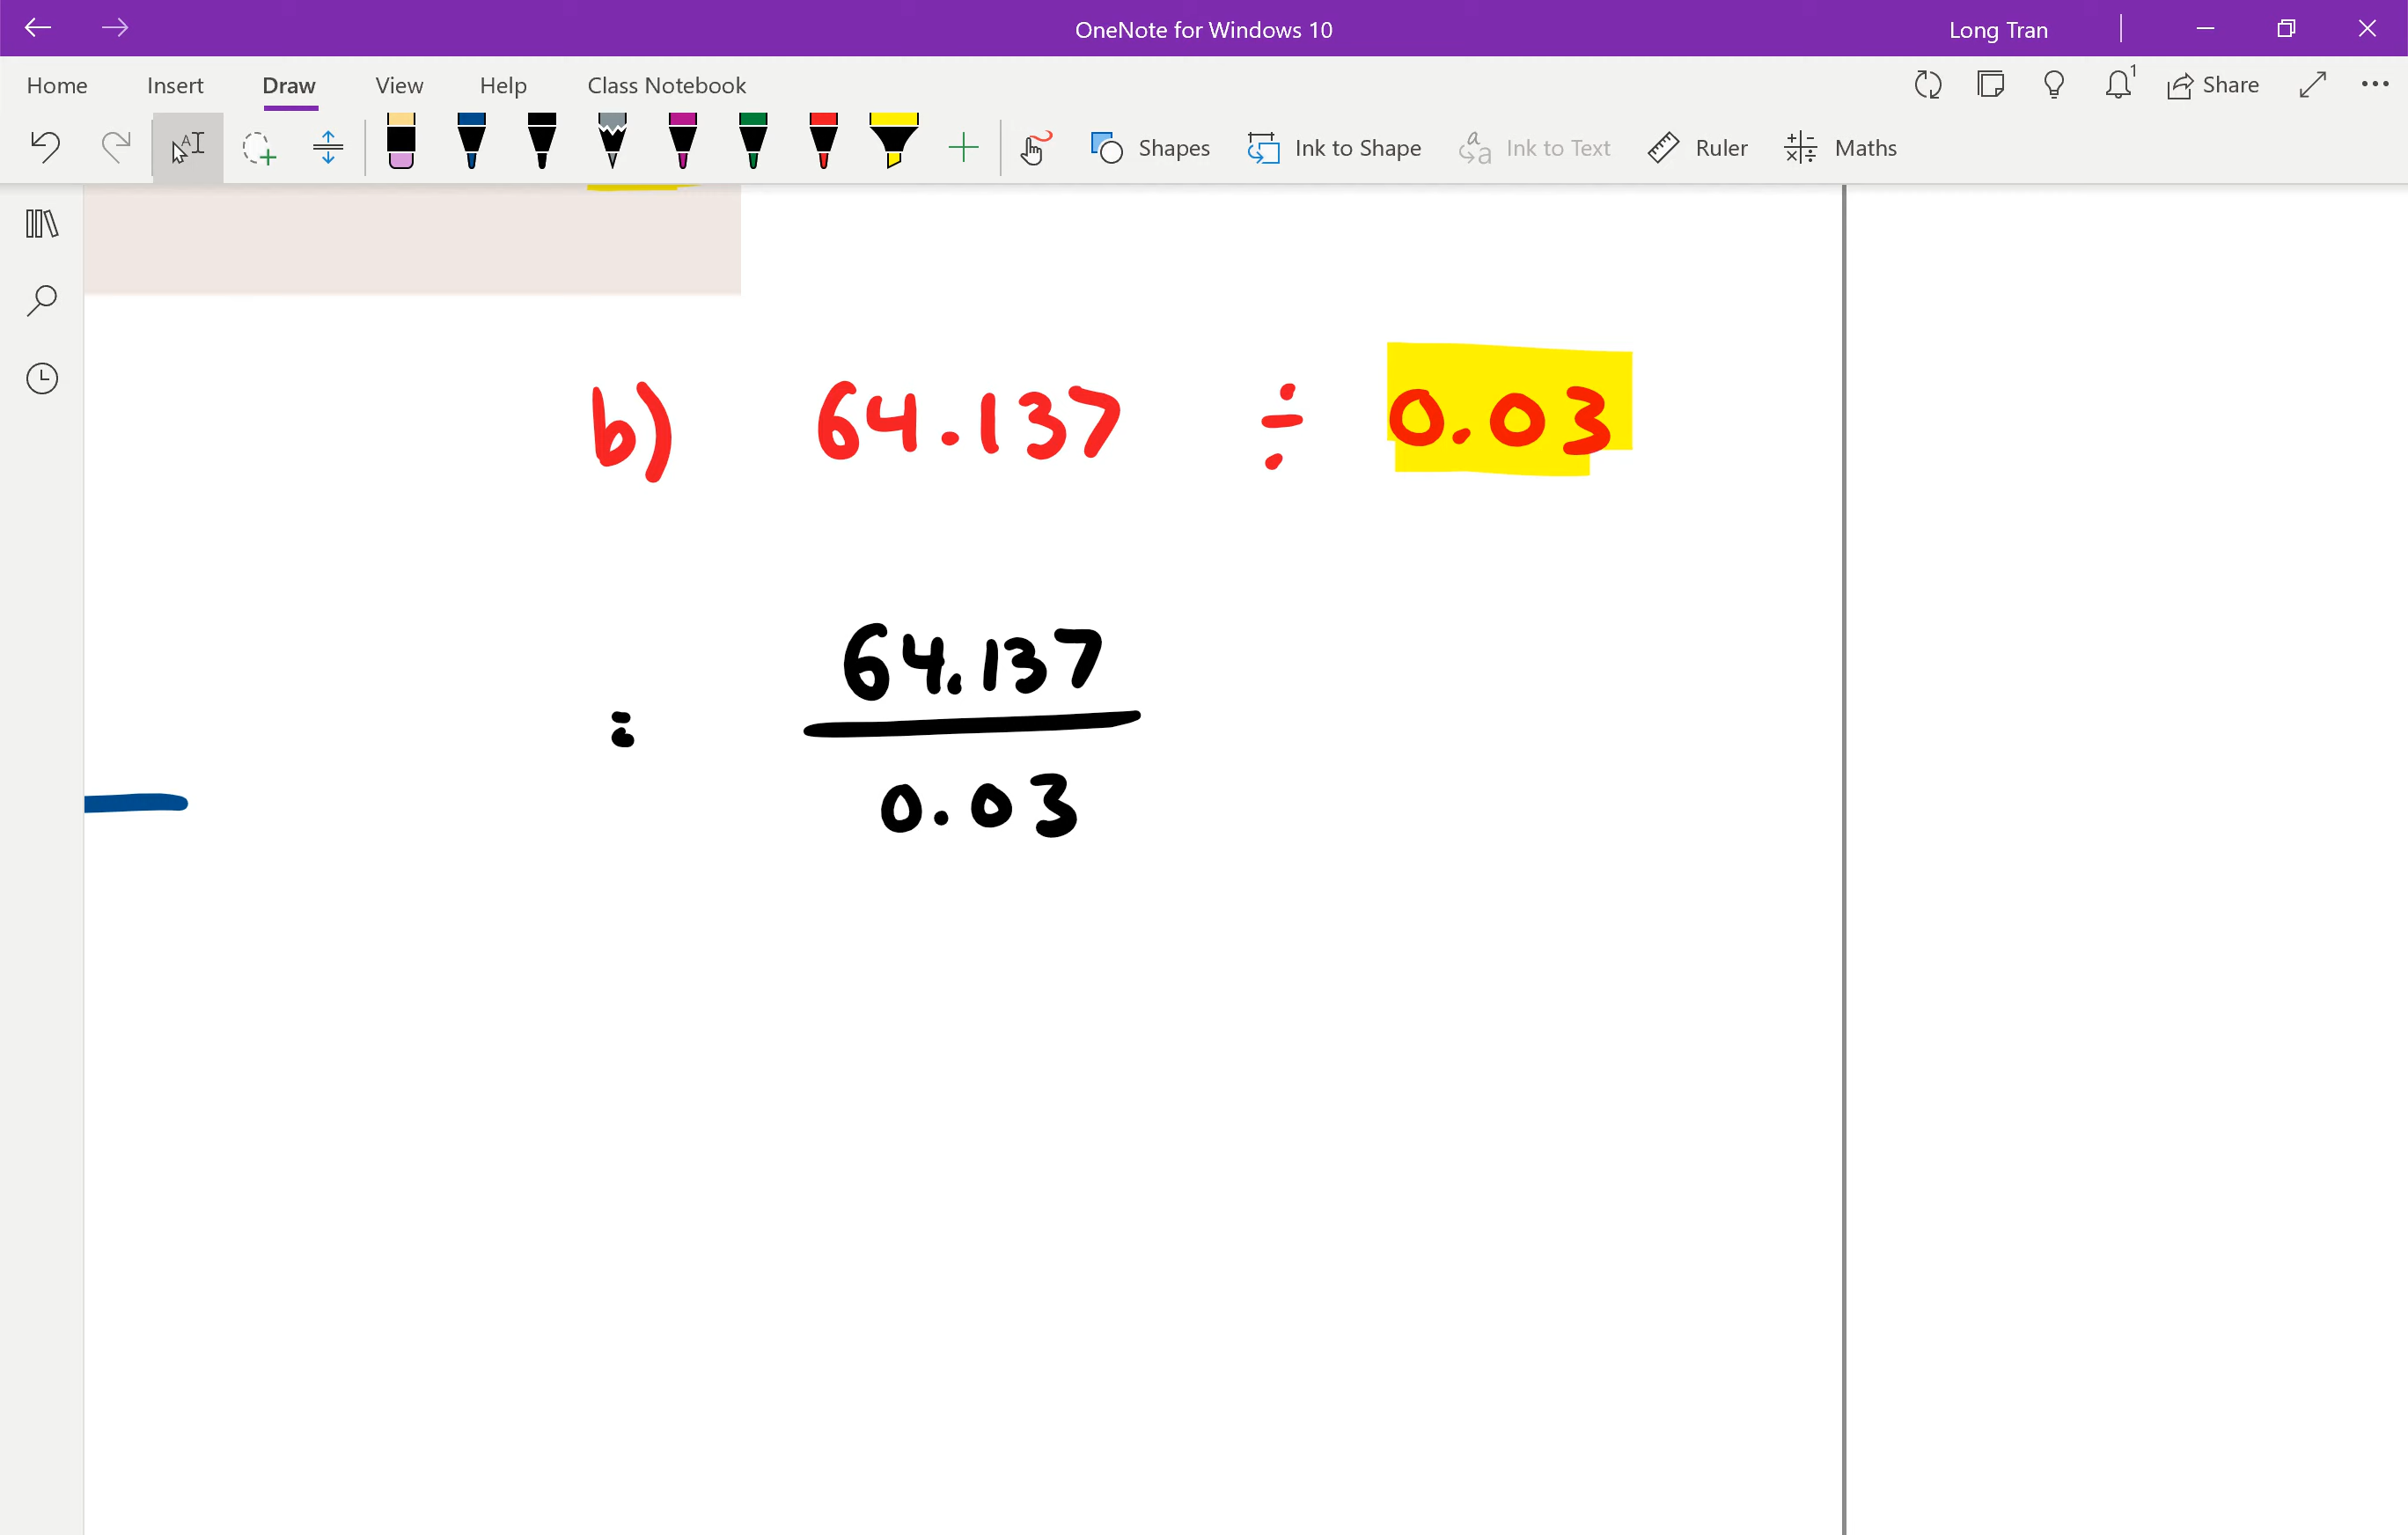 OneNote for Windows 10
Long Tran
Home Insert Draw View Help Class Notebook
1 Share
Shapes Ink to Shape Ink to Text Ruler Maths
b) 64.137 ÷ 0.03
= 64.137
0.03